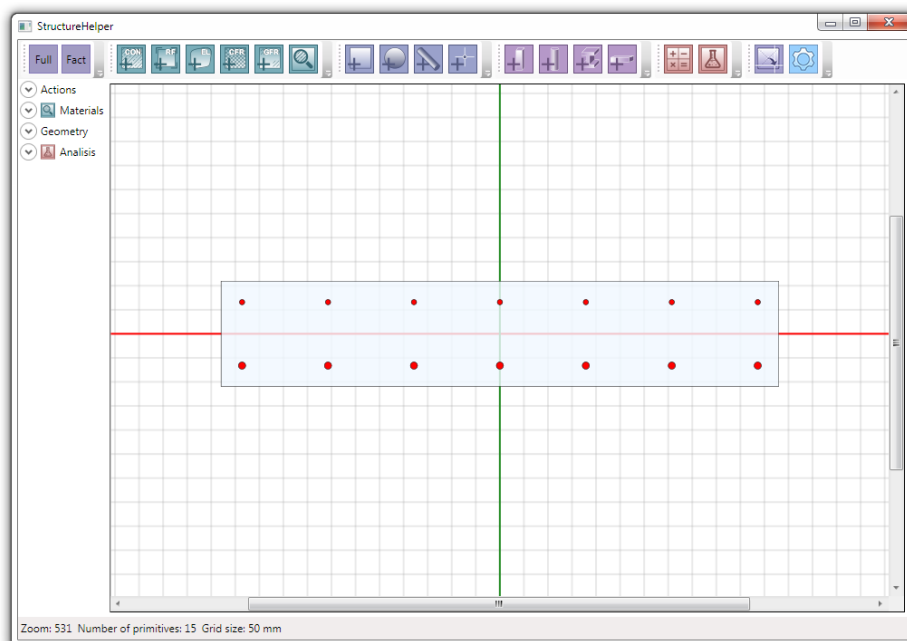 StructureHelper
Full Fact CON RF EL CFR GFR
Actions
Materials
Geometry
Analisis
Zoom: 531 Number of primitives: 15 Grid size: 50 mm